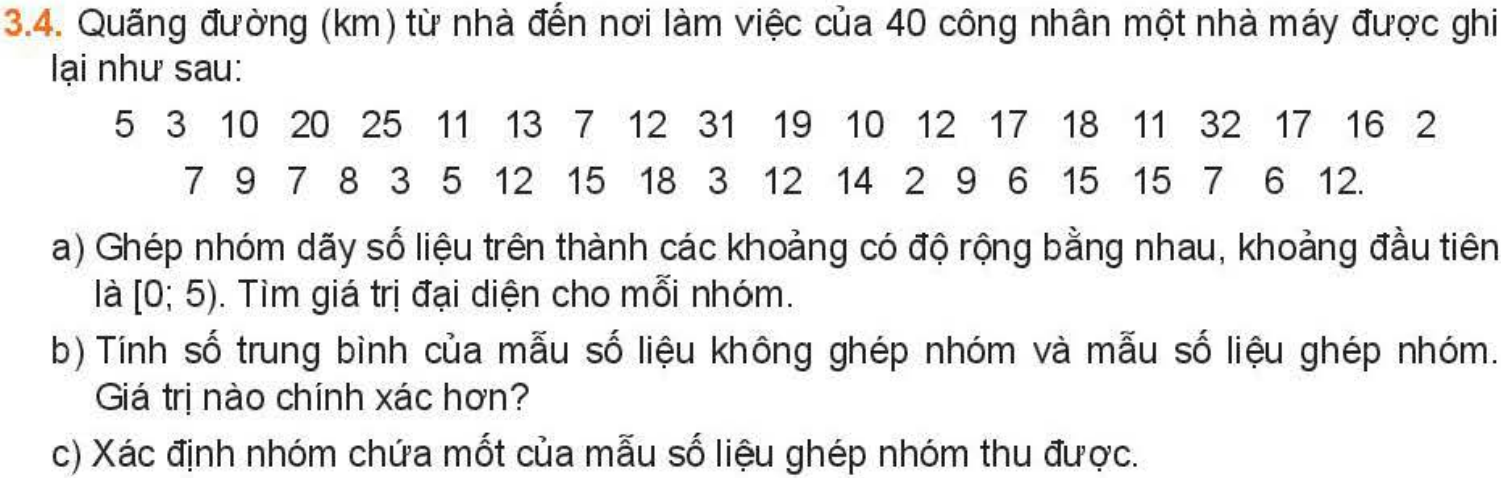 3.4. Quãng đường (km) từ nhà đến nơi làm việc của 40 công nhân một nhà máy được ghi
lại như sau:
5 3 10 20 25 11 13 7 12 31 19 10 12 17 18 11 32 17 16 2
7 9 7 8 3 5 12 15 18 3 12 14 2 9 6 15 15 7 6 12.
a) Ghép nhóm dãy số liệu trên thành các khoảng có độ rộng bằng nhau, khoảng đầu tiên
là [0; 5). Tìm giá trị đại diện cho mỗi nhóm.
b) Tính số trung bình của mẫu số liệu không ghép nhóm và mẫu số liệu ghép nhóm.
Giá trị nào chính xác hơn?
c) Xác định nhóm chứa mốt của mẫu số liệu ghép nhóm thu được.